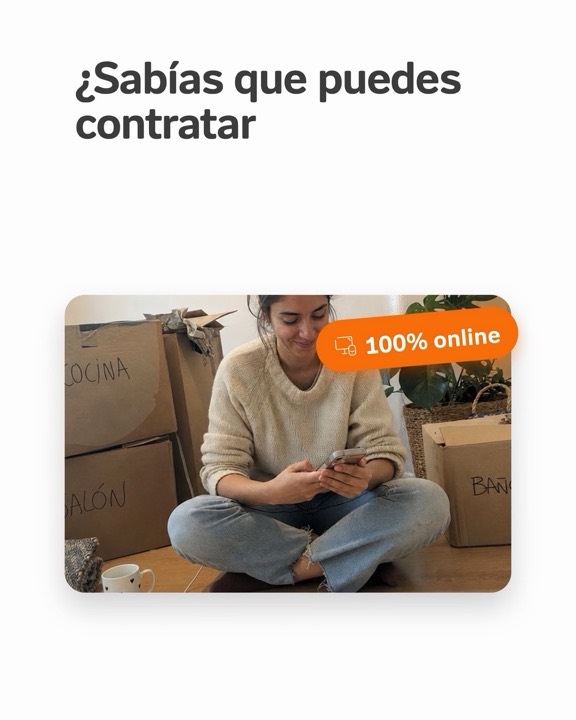 ¿Sabías que puedes
contratar
100% online
COCINA
SALÓN